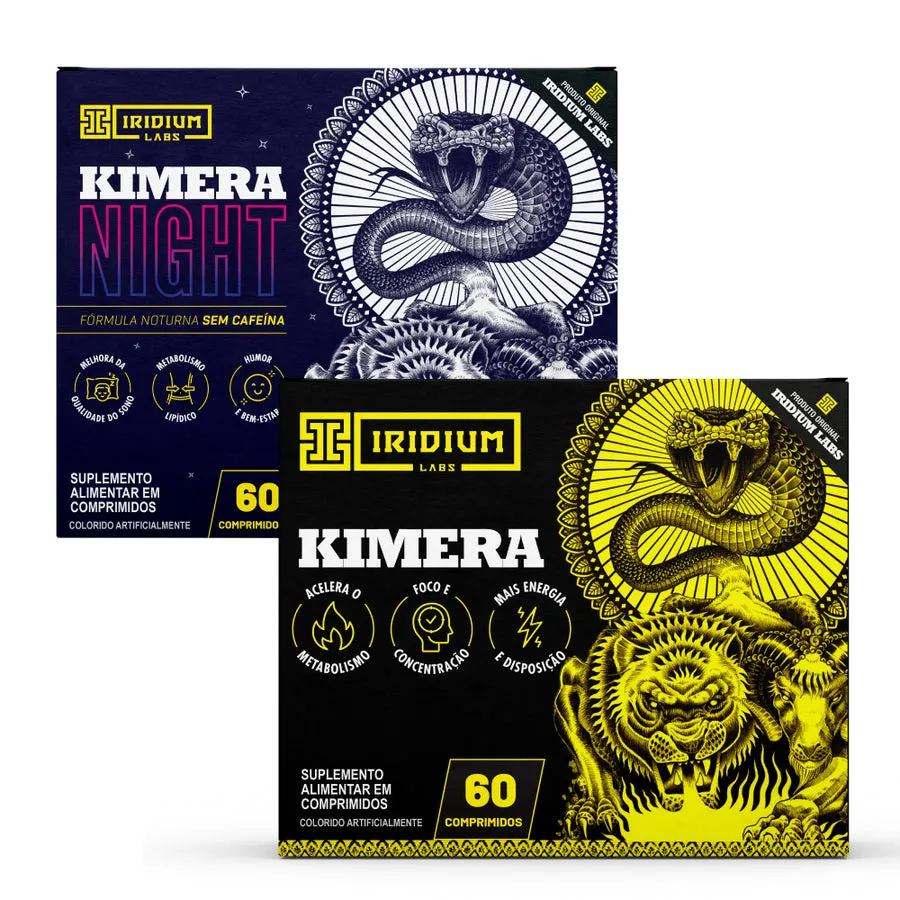 IRIDIUM
LABS
PRODUTO ORIGINAL
IRIDIUM LABS
KIMERA
NIGHT
FÓRMULA NOTURNA SEM CAFEÍNA
MELHORA DA
QUALIDADE DO SONO
METABOLISMO
LIPÍDICO
HUMOR
E BEM-ESTAR
SUPLEMENTO
ALIMENTAR EM
COMPRIMIDOS
COLORIDO ARTIFICIALMENTE
60
COMPRIMIDO
IRIDIUM
LABS
PRODUTO ORIGINAL
IRIDIUM LABS
KIMERA
ACELERA O
METABOLISMO
FOCO E
CONCENTRAÇÃO
MAIS ENERGIA
E DISPOSIÇÃO
SUPLEMENTO
ALIMENTAR EM
COMPRIMIDOS
COLORIDO ARTIFICIALMENTE
60
COMPRIMIDOS